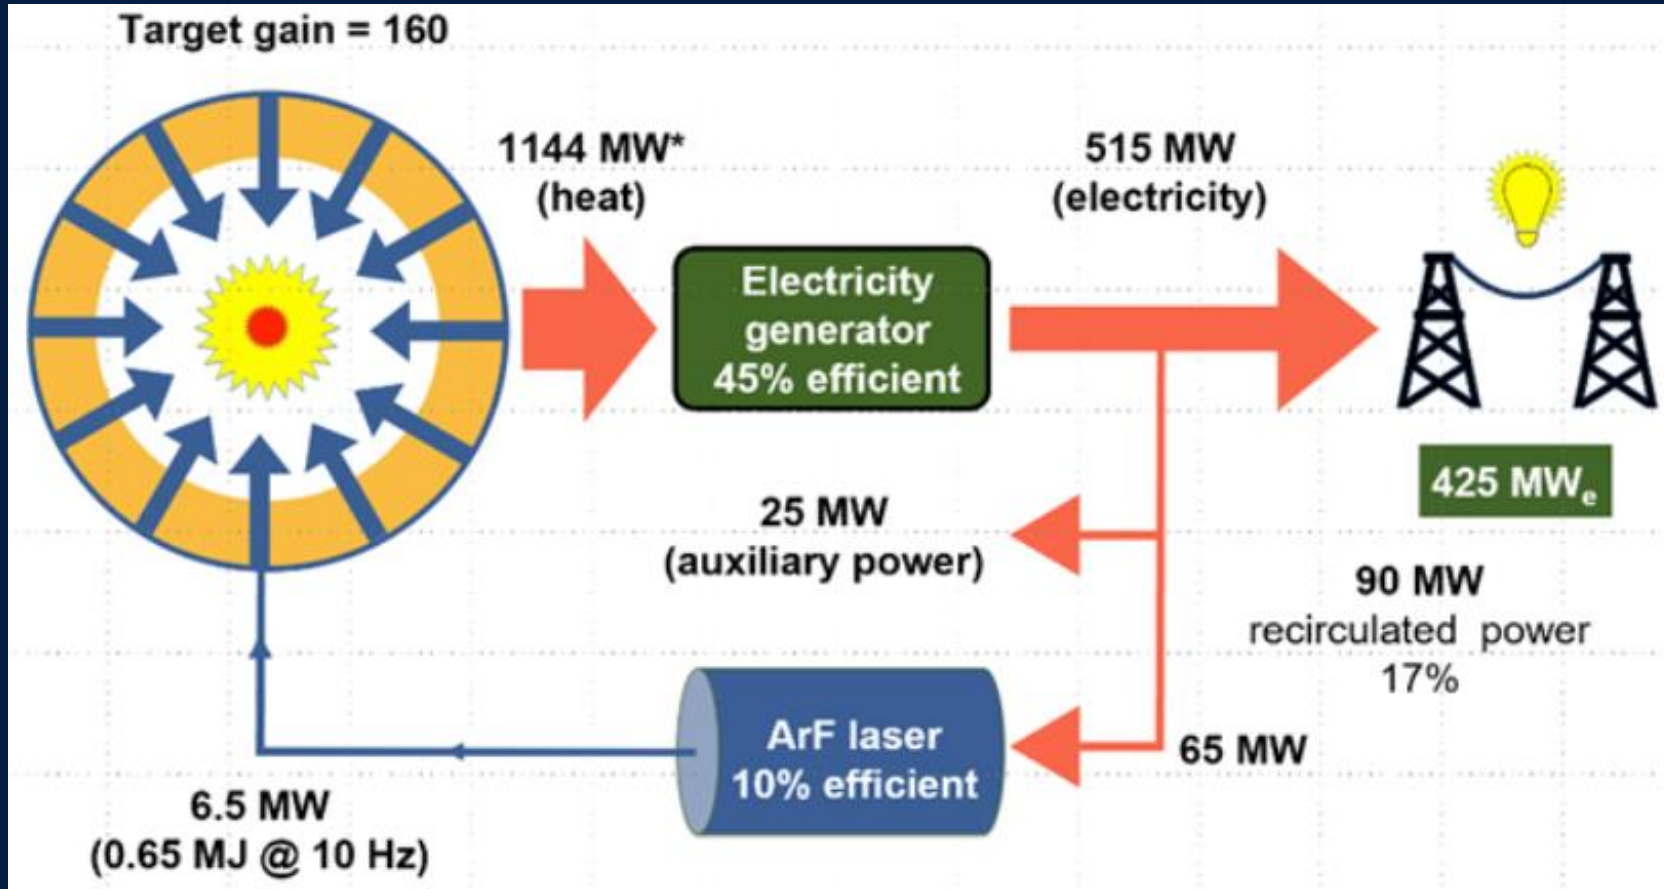 Target gain = 160
1144 MW*
(heat)
515 MW
(electricity)
Electricity
generator
45% efficient
425 MWe
25 MW
(auxiliary power)
90 MW
recirculated power
17%
ArF laser
10% efficient
65 MW
6.5 MW
(0.65 MJ @ 10 Hz)